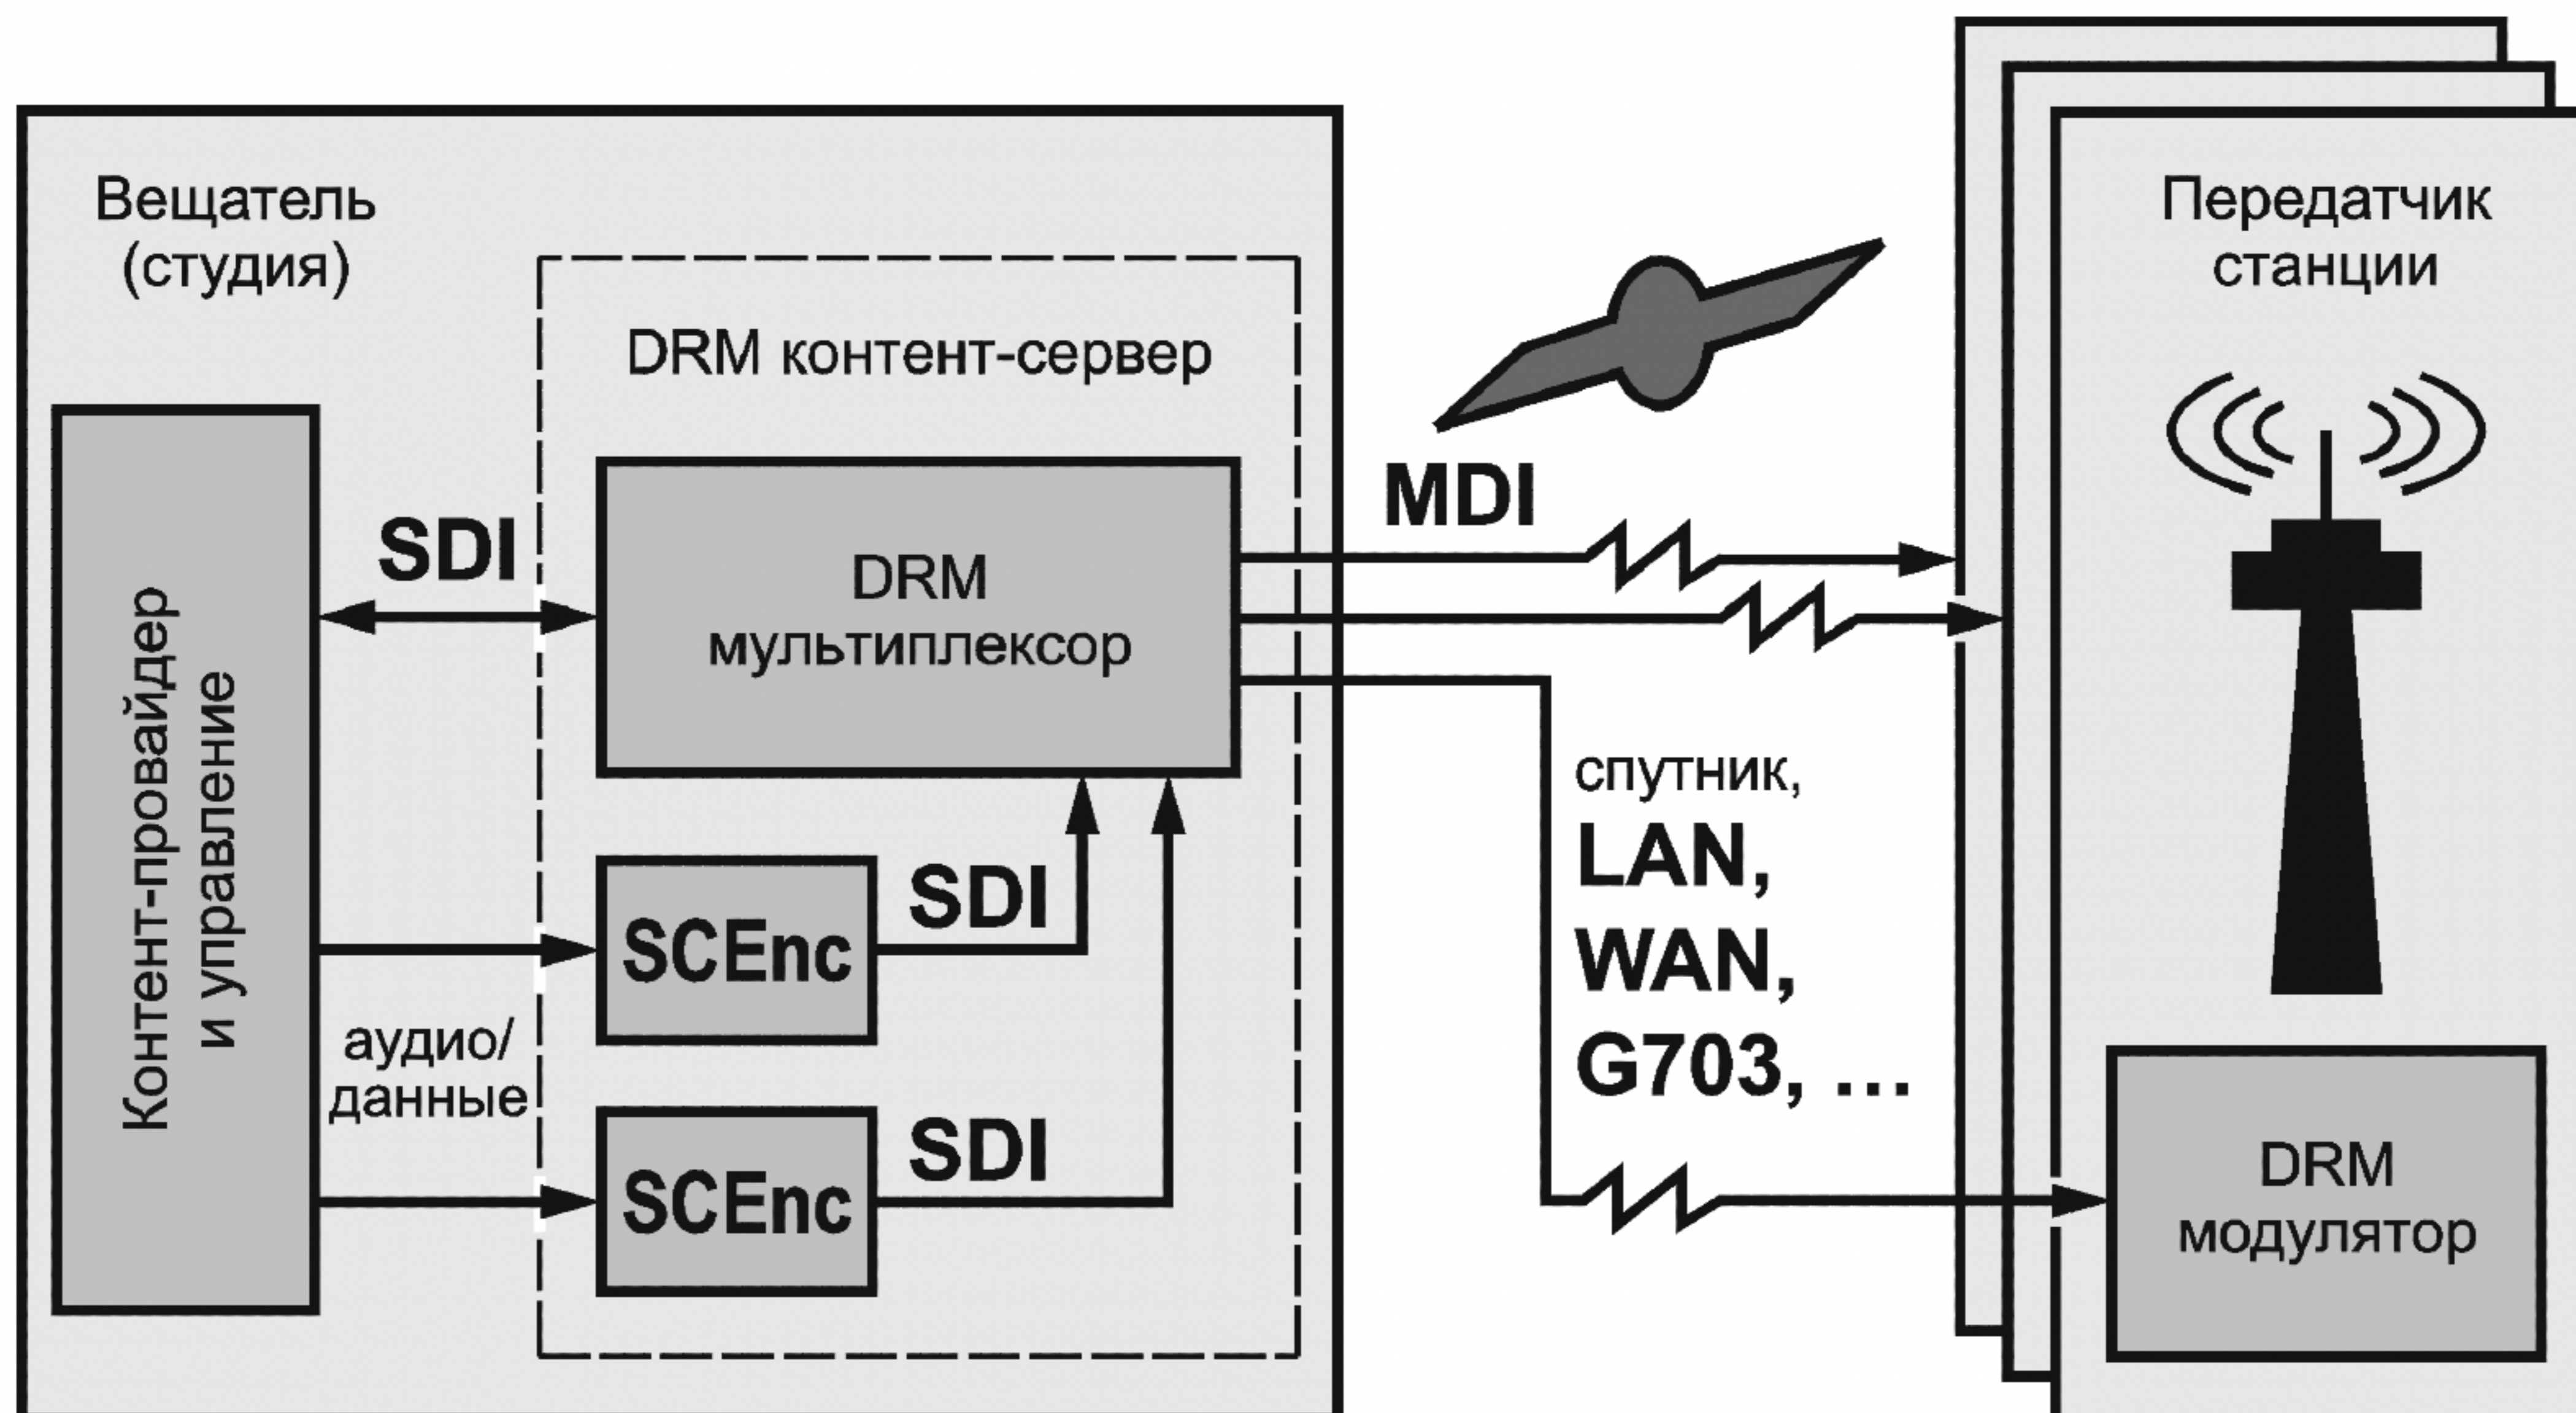 Вещатель
(студия)
DRM контент-сервер
Контент-провайдер
и управление
SDI
DRM
мультиплексор
аудио/
данные
SCEnc
SDI
SCEnc
SDI
MDI
спутник,
LAN,
WAN,
G703, ...
Передатчик
станции
DRM
модулятор